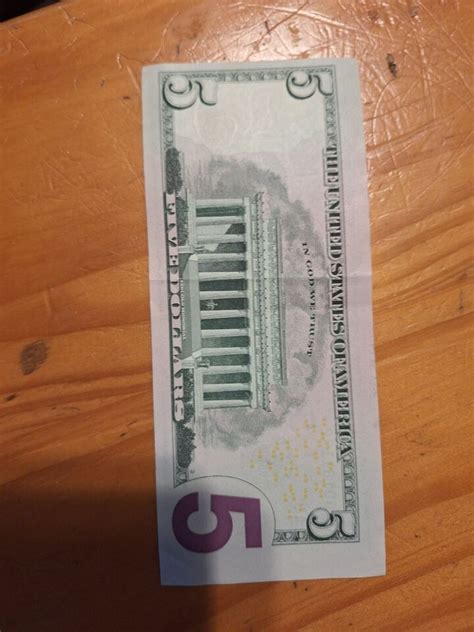 5 THE UNITED STATES OF AMERICA 5
IN GOD WE TRUST
5 FIVE DOLLARS 5